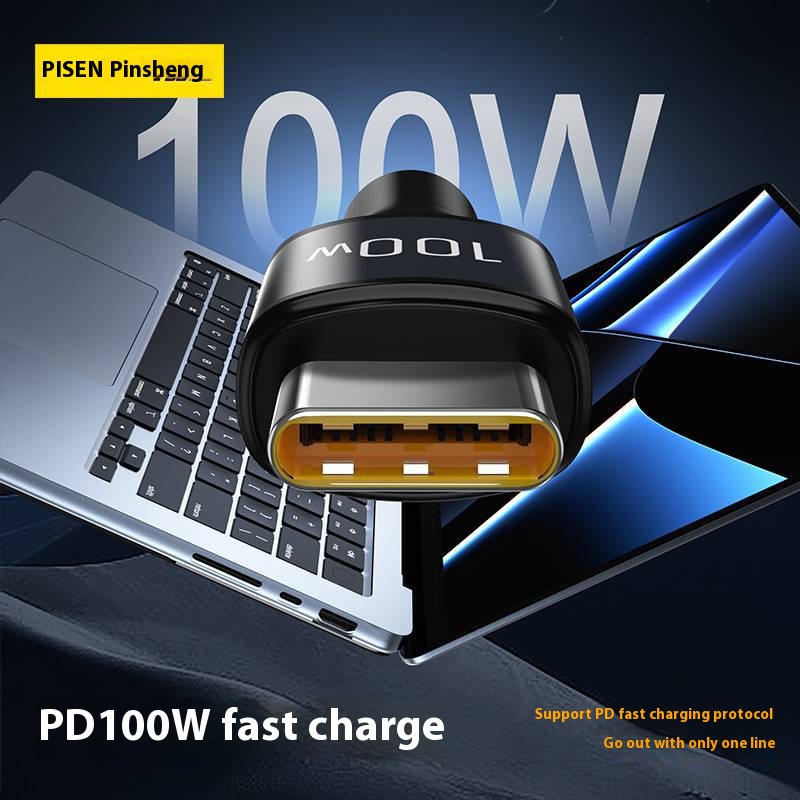 PISEN Pinsheng
100W
100W
PD100W fast charge
Support PD fast charging protocol
Go out with only one line